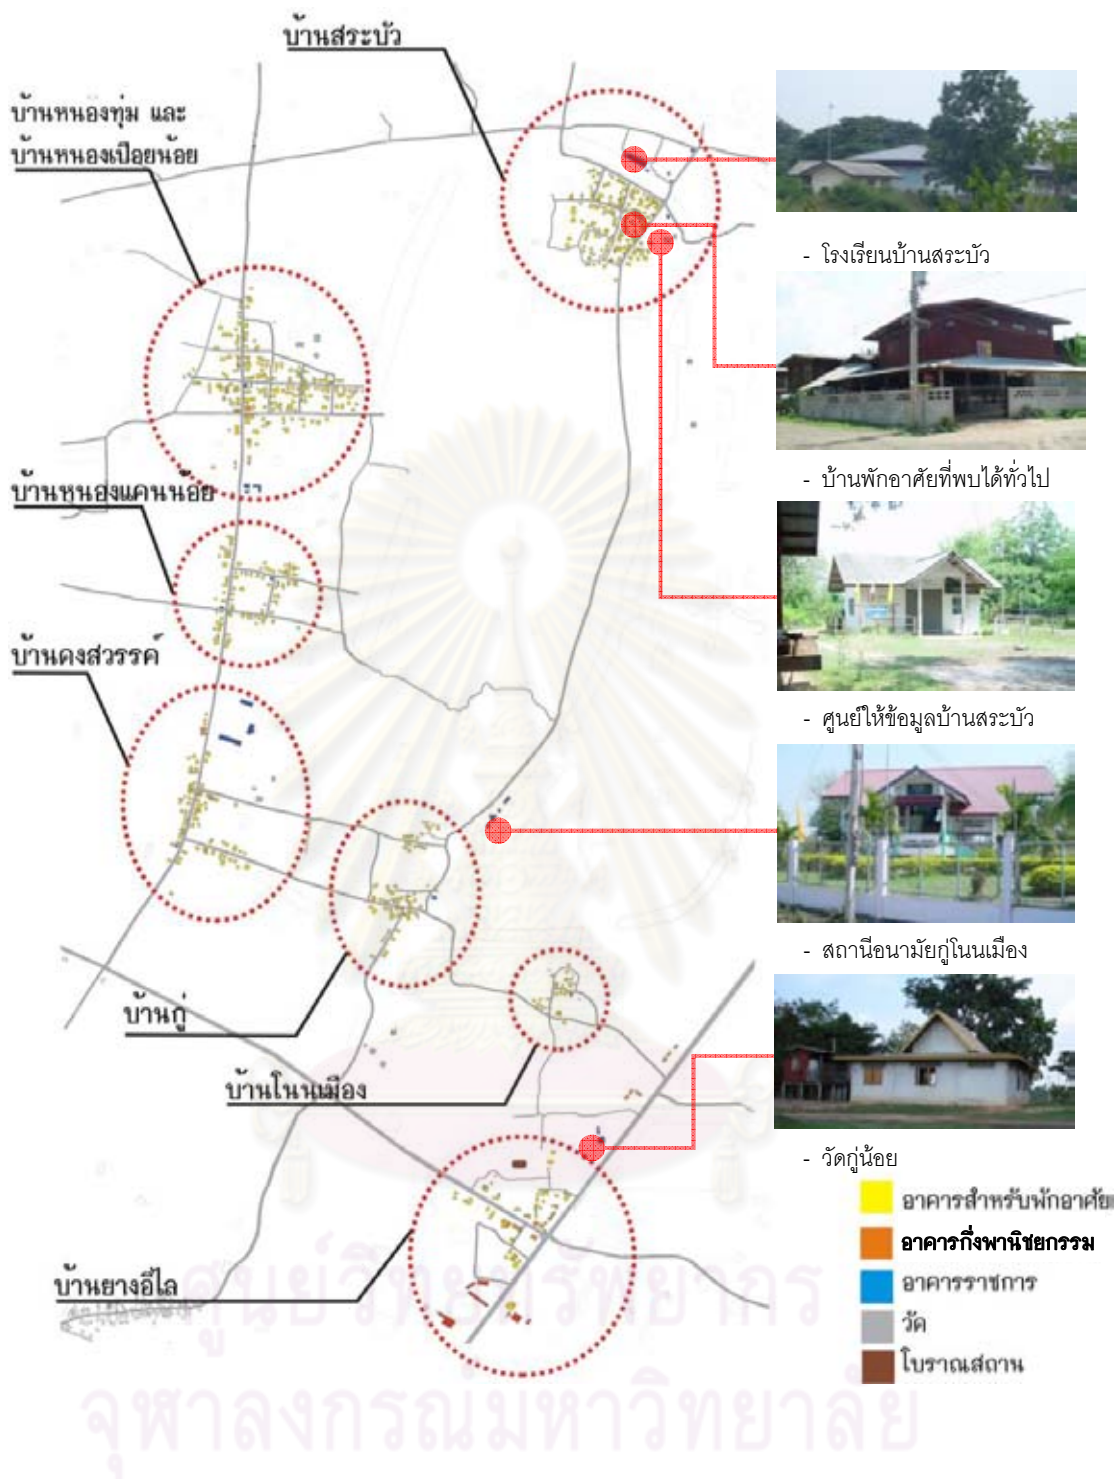 บ้านสระบัว
บ้านหนองทุ่ม และ
บ้านหนองเปือยน้อย
บ้านหนองแคนน้อย
บ้านดงสวรรค์
บ้านกู่
บ้านโนนเมือง
บ้านยางอีไล
- โรงเรียนบ้านสระบัว
- บ้านพักอาศัยที่พบได้ทั่วไป
- ศูนย์ให้ข้อมูลบ้านสระบัว
- สถานีอนามัยกู่โนนเมือง
- วัดกู่น้อย
อาคารสำหรับพักอาศัย
อาคารกึ่งพานิชยกรรม
อาคารราชการ
วัด
โบราณสถาน
ศูนย์วิทยทรัพยากร
จุฬาลงกรณ์มหาวิทยาลัย